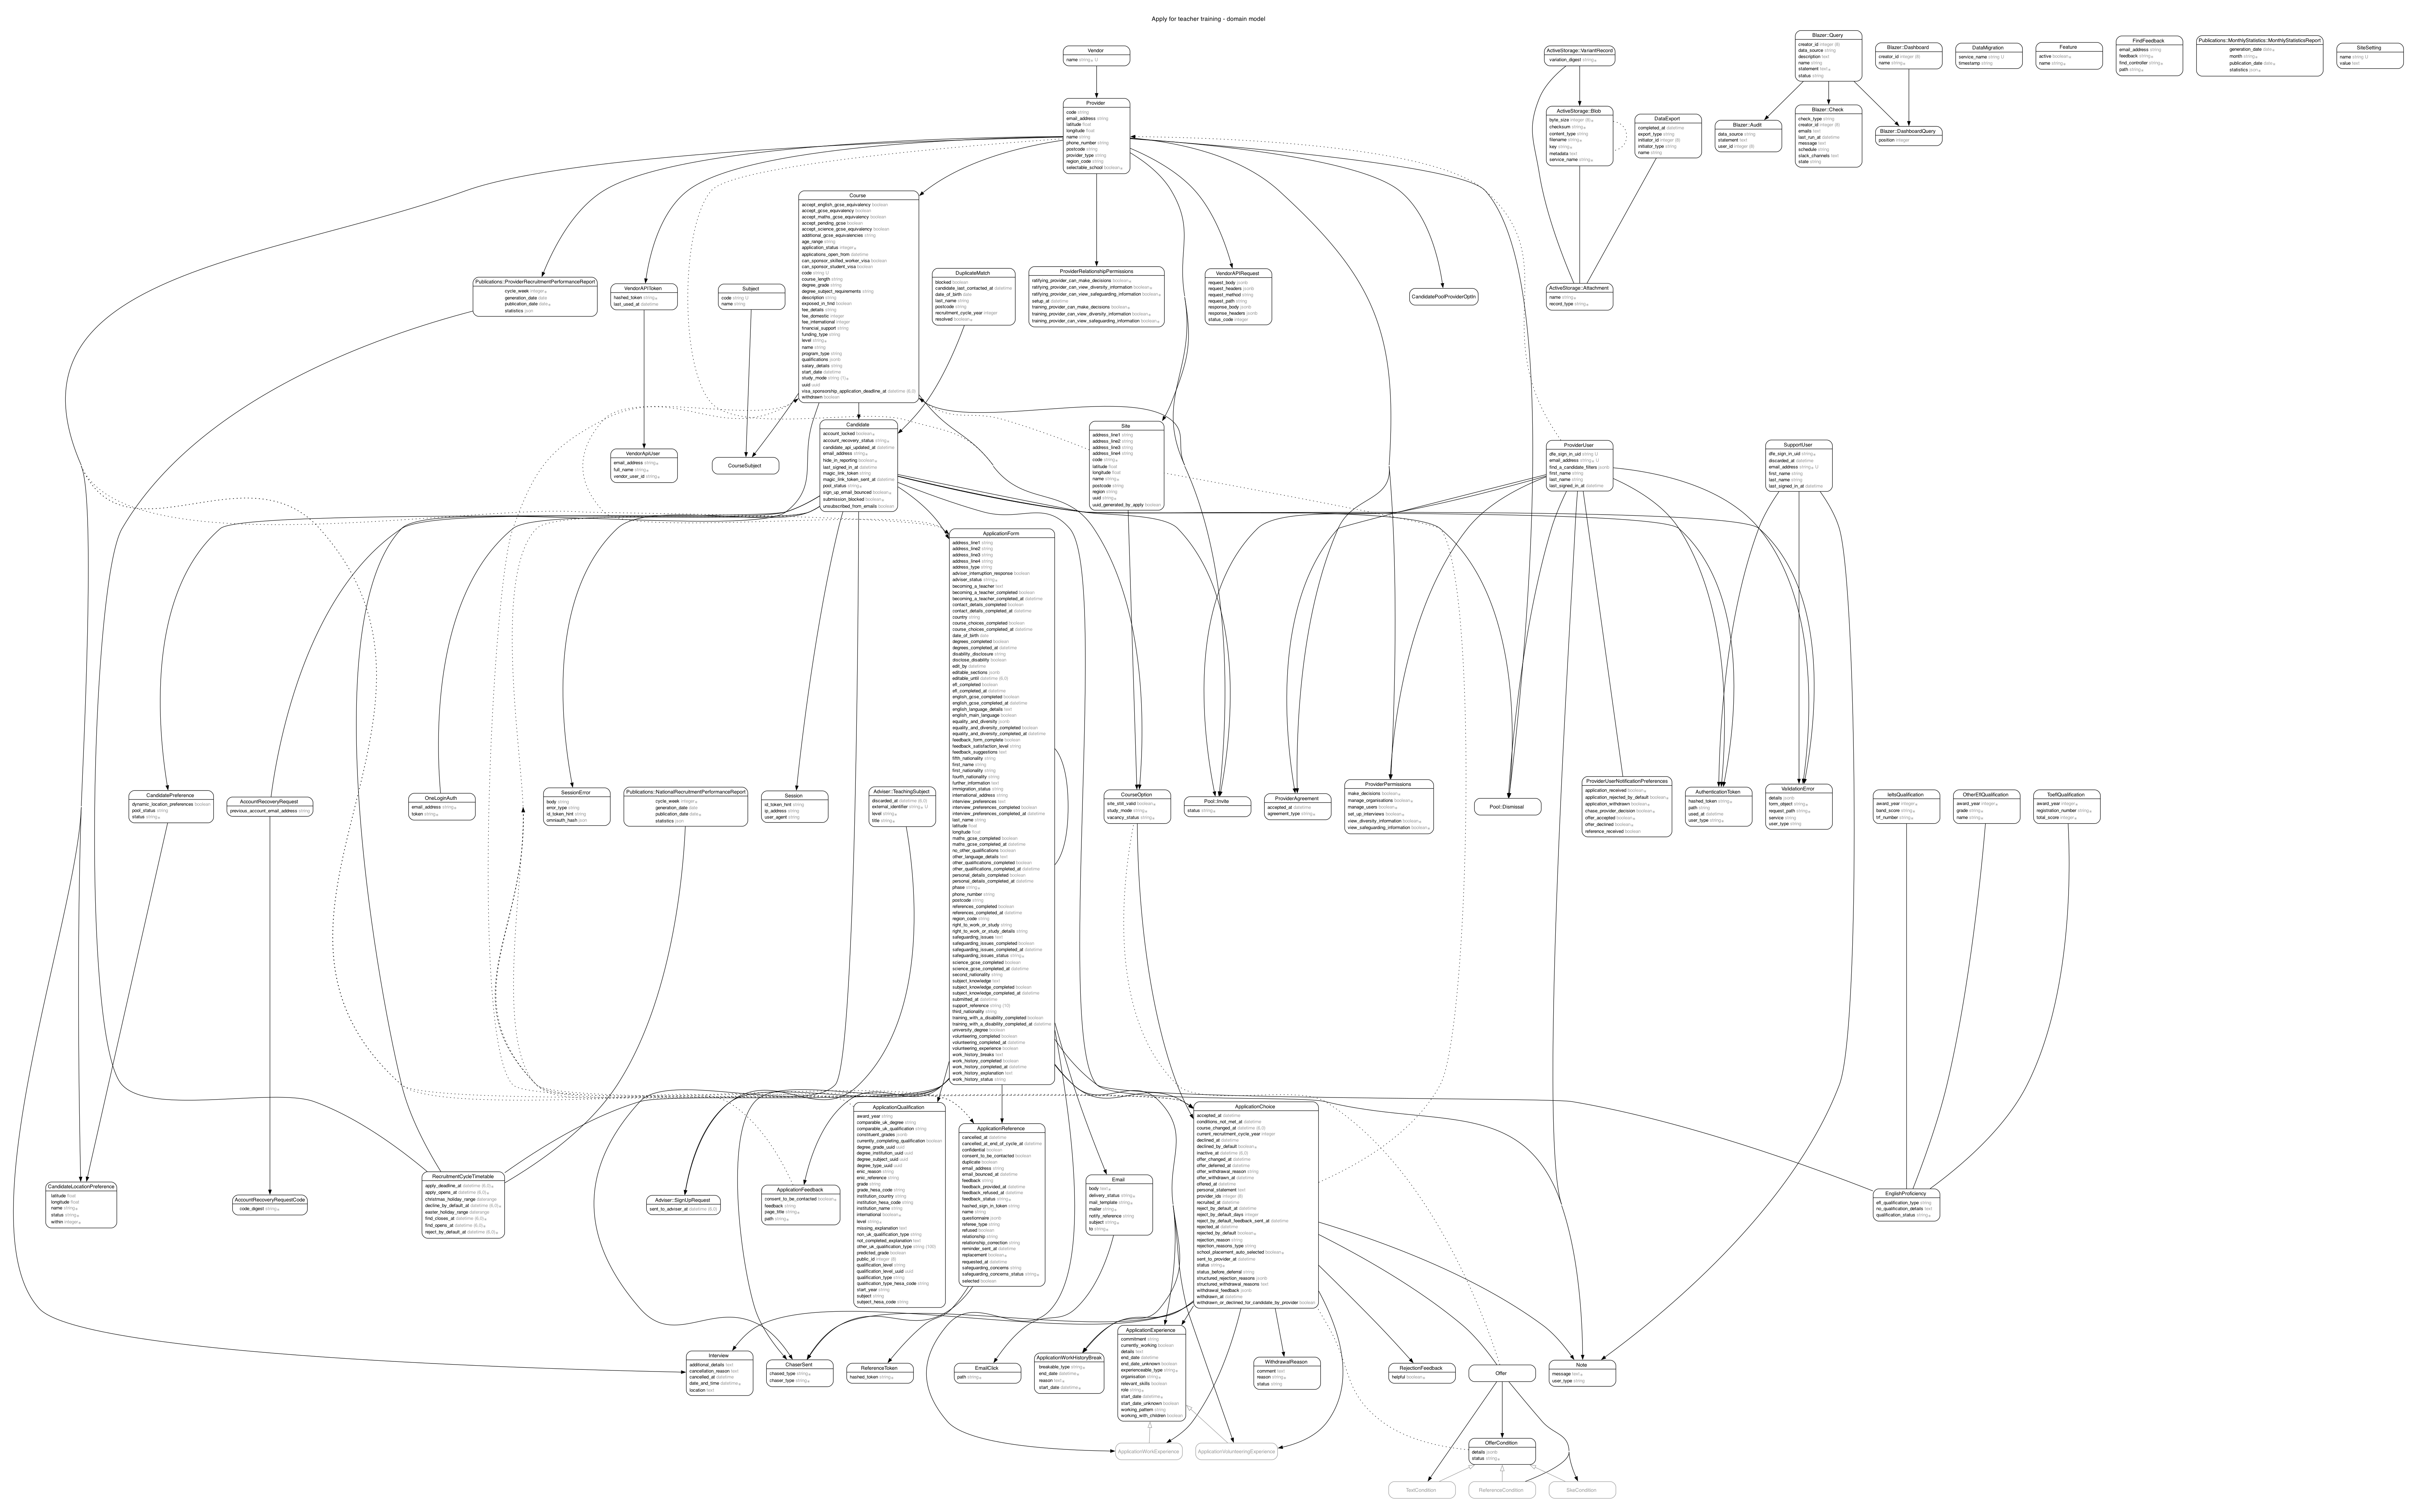 Apply for teacher training - domain model
Vendor
name string∗ U
Provider
code string
email_address string
latitude float
longitude float
name string
phone_number string
postcode string
provider_type string
region_code string
selectable_school boolean∗
ActiveStorage::VariantRecord
variation_digest string∗
ActiveStorage::Blob
byte_size integer (8)∗
checksum string∗
content_type string
filename string∗
key string∗
metadata text
service_name string∗
DataExport
completed_at datetime
export_type string
initiator_id integer (8)
initiator_type string
name string
Blazer::Query
creator_id integer (8)
data_source string
description text
name string
statement text∗
status string
Blazer::Audit
data_source string
statement text
user_id integer (8)
Blazer::Check
check_type string
creator_id integer (8)
emails text
last_run_at datetime
message text
schedule string
slack_channels text
state string
Blazer::Dashboard
creator_id integer (8)
name string∗
Blazer::DashboardQuery
position integer
DataMigration
service_name string U
timestamp string
Feature
active boolean∗
name string∗
FindFeedback
email_address string
feedback string∗
find_controller string∗
path string∗
Publications::MonthlyStatistics::MonthlyStatisticsReport
generation_date date∗
month string∗
publication_date date∗
statistics json∗
SiteSetting
name string U
value text
Course
accept_english_gcse_equivalency boolean
accept_gcse_equivalency boolean
accept_maths_gcse_equivalency boolean
accept_pending_gcse boolean
accept_science_gcse_equivalency boolean
additional_gcse_equivalencies string
age_range string
application_status integer∗
applications_open_from datetime
can_sponsor_skilled_worker_visa boolean
can_sponsor_student_visa boolean
code string U
course_length string
degree_grade string
degree_subject_requirements string
description string
exposed_in_find boolean
fee_details string
fee_domestic integer
fee_international integer
financial_support string
funding_type string
level string∗
name string
program_type string
qualifications jsonb
salary_details string
start_date datetime
study_mode string (1)∗
uuid uuid
visa_sponsorship_application_deadline_at datetime (6,0)
withdrawn boolean
Publications::ProviderRecruitmentPerformanceReport
cycle_week integer∗
generation_date date
publication_date date∗
statistics json
VendorAPIToken
hashed_token string∗
last_used_at datetime
Subject
code string U
name string
DuplicateMatch
blocked boolean
candidate_last_contacted_at datetime
date_of_birth date
last_name string
postcode string
recruitment_cycle_year integer
resolved boolean∗
ProviderRelationshipPermissions
ratifying_provider_can_make_decisions boolean∗
ratifying_provider_can_view_diversity_information boolean∗
ratifying_provider_can_view_safeguarding_information boolean∗
setup_at datetime
training_provider_can_make_decisions boolean∗
training_provider_can_view_diversity_information boolean∗
training_provider_can_view_safeguarding_information boolean∗
VendorAPIRequest
request_body jsonb
request_headers jsonb
request_method string
request_path string
response_body jsonb
response_headers jsonb
status_code integer
CandidatePoolProviderOptIn
ActiveStorage::Attachment
name string∗
record_type string∗
Candidate
account_locked boolean∗
account_recovery_status string∗
candidate_api_updated_at datetime
email_address string∗
hide_in_reporting boolean∗
last_signed_in_at datetime
magic_link_token string
magic_link_token_sent_at datetime
pool_status string∗
sign_up_email_bounced boolean∗
submission_blocked boolean∗
unsubscribed_from_emails boolean
VendorApiUser
email_address string∗
full_name string∗
vendor_user_id string∗
CourseSubject
Site
address_line1 string
address_line2 string
address_line3 string
address_line4 string
code string∗
latitude float
longitude float
name string∗
postcode string
region string
uuid string∗
uuid_generated_by_apply boolean
ProviderUser
dfe_sign_in_uid string U
email_address string∗ U
find_a_candidate_filters jsonb
first_name string
last_name string
last_signed_in_at datetime
SupportUser
dfe_sign_in_uid string∗
discarded_at datetime
email_address string∗ U
first_name string
last_name string
last_signed_in_at datetime
ApplicationForm
address_line1 string
address_line2 string
address_line3 string
address_line4 string
address_type string
adviser_interruption_response boolean
adviser_status string∗
becoming_a_teacher text
becoming_a_teacher_completed boolean
becoming_a_teacher_completed_at datetime
contact_details_completed boolean
contact_details_completed_at datetime
country string
course_choices_completed boolean
course_choices_completed_at datetime
date_of_birth date
degrees_completed boolean
degrees_completed_at datetime
disability_disclosure string
disclose_disability boolean
edit_by datetime
editable_sections jsonb
editable_until datetime (6,0)
efl_completed boolean
efl_completed_at datetime
english_gcse_completed boolean
english_gcse_completed_at datetime
english_language_details text
english_main_language boolean
equality_and_diversity jsonb
equality_and_diversity_completed boolean
equality_and_diversity_completed_at datetime
feedback_form_complete boolean
feedback_satisfaction_level string
feedback_suggestions text
fifth_nationality string
first_name string
first_nationality string
fourth_nationality string
further_information text
immigration_status string
international_address string
interview_preferences text
interview_preferences_completed boolean
interview_preferences_completed_at datetime
last_name string
latitude float
longitude float
maths_gcse_completed boolean
maths_gcse_completed_at datetime
no_other_qualifications boolean
other_language_details text
other_qualifications_completed boolean
other_qualifications_completed_at datetime
personal_details_completed boolean
personal_details_completed_at datetime
phase string∗
phone_number string
postcode string
references_completed boolean
references_completed_at datetime
region_code string
right_to_work_or_study string
right_to_work_or_study_details string
safeguarding_issues text
safeguarding_issues_completed boolean
safeguarding_issues_completed_at datetime
safeguarding_issues_status string∗
science_gcse_completed boolean
science_gcse_completed_at datetime
second_nationality string
subject_knowledge text
subject_knowledge_completed boolean
subject_knowledge_completed_at datetime
submitted_at datetime
support_reference string (10)
third_nationality string
training_with_a_disability_completed boolean
training_with_a_disability_completed_at datetime
university_degree boolean
volunteering_completed boolean
volunteering_completed_at datetime
volunteering_experience boolean
work_history_breaks text
work_history_completed boolean
work_history_completed_at datetime
work_history_explanation text
work_history_status string
CandidatePreference
dynamic_location_preferences boolean
pool_status string
status string∗
AccountRecoveryRequest
previous_account_email_address string
OneLoginAuth
email_address string∗
token string∗
SessionError
body string
error_type string
id_token_hint string
omniauth_hash json
Publications::NationalRecruitmentPerformanceReport
cycle_week integer∗
generation_date date
publication_date date∗
statistics json
Session
id_token_hint string
ip_address string
user_agent string
Adviser::TeachingSubject
discarded_at datetime (6,0)
external_identifier string∗ U
level string∗
title string∗
CourseOption
site_still_valid boolean∗
study_mode string∗
vacancy_status string∗
Pool::Invite
status string∗
ProviderAgreement
accepted_at datetime
agreement_type string∗
ProviderPermissions
make_decisions boolean∗
manage_organisations boolean∗
manage_users boolean∗
set_up_interviews boolean∗
view_diversity_information boolean∗
view_safeguarding_information boolean∗
Pool::Dismissal
ProviderUserNotificationPreferences
application_received boolean∗
application_rejected_by_default boolean∗
application_withdrawn boolean∗
chase_provider_decision boolean∗
offer_accepted boolean∗
offer_declined boolean∗
reference_received boolean
AuthenticationToken
hashed_token string∗
path string
used_at datetime
user_type string∗
ValidationError
details jsonb
form_object string∗
request_path string∗
service string
user_type string
IeltsQualification
award_year integer∗
band_score string∗
trf_number string∗
OtherEflQualification
award_year integer∗
grade string∗
name string∗
ToeflQualification
award_year integer∗
registration_number string∗
total_score integer∗
CandidateLocationPreference
latitude float
longitude float
name string∗
status string∗
within integer∗
AccountRecoveryRequestCode
code_digest string∗
RecruitmentCycleTimetable
apply_deadline_at datetime (6,0)∗
apply_opens_at datetime (6,0)∗
christmas_holiday_range daterange
decline_by_default_at datetime (6,0)∗
easter_holiday_range daterange
find_closes_at datetime (6,0)∗
find_opens_at datetime (6,0)∗
reject_by_default_at datetime (6,0)∗
Adviser::SignUpRequest
sent_to_adviser_at datetime (6,0)
ApplicationFeedback
consent_to_be_contacted boolean∗
feedback string
page_title string∗
path string∗
ApplicationQualification
award_year string
comparable_uk_degree string
comparable_uk_qualification string
constituent_grades jsonb
currently_completing_qualification boolean
degree_grade_uuid uuid
degree_institution_uuid uuid
degree_subject_uuid uuid
degree_type_uuid uuid
enic_reason string
enic_reference string
grade string
grade_hesa_code string
institution_country string
institution_hesa_code string
institution_name string
international boolean∗
level string∗
missing_explanation text
non_uk_qualification_type string
not_completed_explanation text
other_uk_qualification_type string (100)
predicted_grade boolean
public_id integer (8)
qualification_level string
qualification_level_uuid uuid
qualification_type string
qualification_type_hesa_code string
start_year string
subject string
subject_hesa_code string
ApplicationReference
cancelled_at datetime
cancelled_at_end_of_cycle_at datetime
confidential boolean
consent_to_be_contacted boolean
duplicate boolean
email_address string
email_bounced_at datetime
feedback string
feedback_provided_at datetime
feedback_refused_at datetime
feedback_status string∗
hashed_sign_in_token string
name string
questionnaire jsonb
referee_type string
refused boolean
relationship string
relationship_correction string
reminder_sent_at datetime
replacement boolean∗
requested_at datetime
safeguarding_concerns string
safeguarding_concerns_status string∗
selected boolean
Email
body text∗
delivery_status string∗
mail_template string∗
mailer string∗
notify_reference string
subject string∗
to string∗
ApplicationChoice
accepted_at datetime
conditions_not_met_at datetime
course_changed_at datetime (6,0)
current_recruitment_cycle_year integer
declined_at datetime
declined_by_default boolean∗
inactive_at datetime (6,0)
offer_changed_at datetime
offer_deferred_at datetime
offer_withdrawal_reason string
offer_withdrawn_at datetime
offered_at datetime
personal_statement text
provider_ids integer (8)
recruited_at datetime
reject_by_default_at datetime
reject_by_default_days integer
reject_by_default_feedback_sent_at datetime
rejected_at datetime
rejected_by_default boolean∗
rejection_reason string
rejection_reasons_type string
school_placement_auto_selected boolean∗
sent_to_provider_at datetime
status string∗
status_before_deferral string
structured_rejection_reasons jsonb
structured_withdrawal_reasons text
withdrawal_feedback jsonb
withdrawn_at datetime
withdrawn_or_declined_for_candidate_by_provider boolean
EnglishProficiency
efl_qualification_type string
no_qualification_details text
qualification_status string∗
Interview
additional_details text
cancellation_reason text
cancelled_at datetime
date_and_time datetime∗
location text
ChaserSent
chased_type string∗
chaser_type string∗
ReferenceToken
hashed_token string∗
EmailClick
path string∗
ApplicationWorkHistoryBreak
breakable_type string∗
end_date datetime∗
reason text∗
start_date datetime∗
ApplicationExperience
commitment string
currently_working boolean
details text
end_date datetime
end_date_unknown boolean
experienceable_type string∗
organisation string∗
relevant_skills boolean
role string∗
start_date datetime∗
start_date_unknown boolean
working_pattern string
working_with_children boolean
WithdrawalReason
comment text
reason string∗
status string
RejectionFeedback
helpful boolean∗
Offer
Note
message text∗
user_type string
ApplicationWorkExperience
ApplicationVolunteeringExperience
OfferCondition
details jsonb
status string∗
TextCondition
ReferenceCondition
SkeCondition